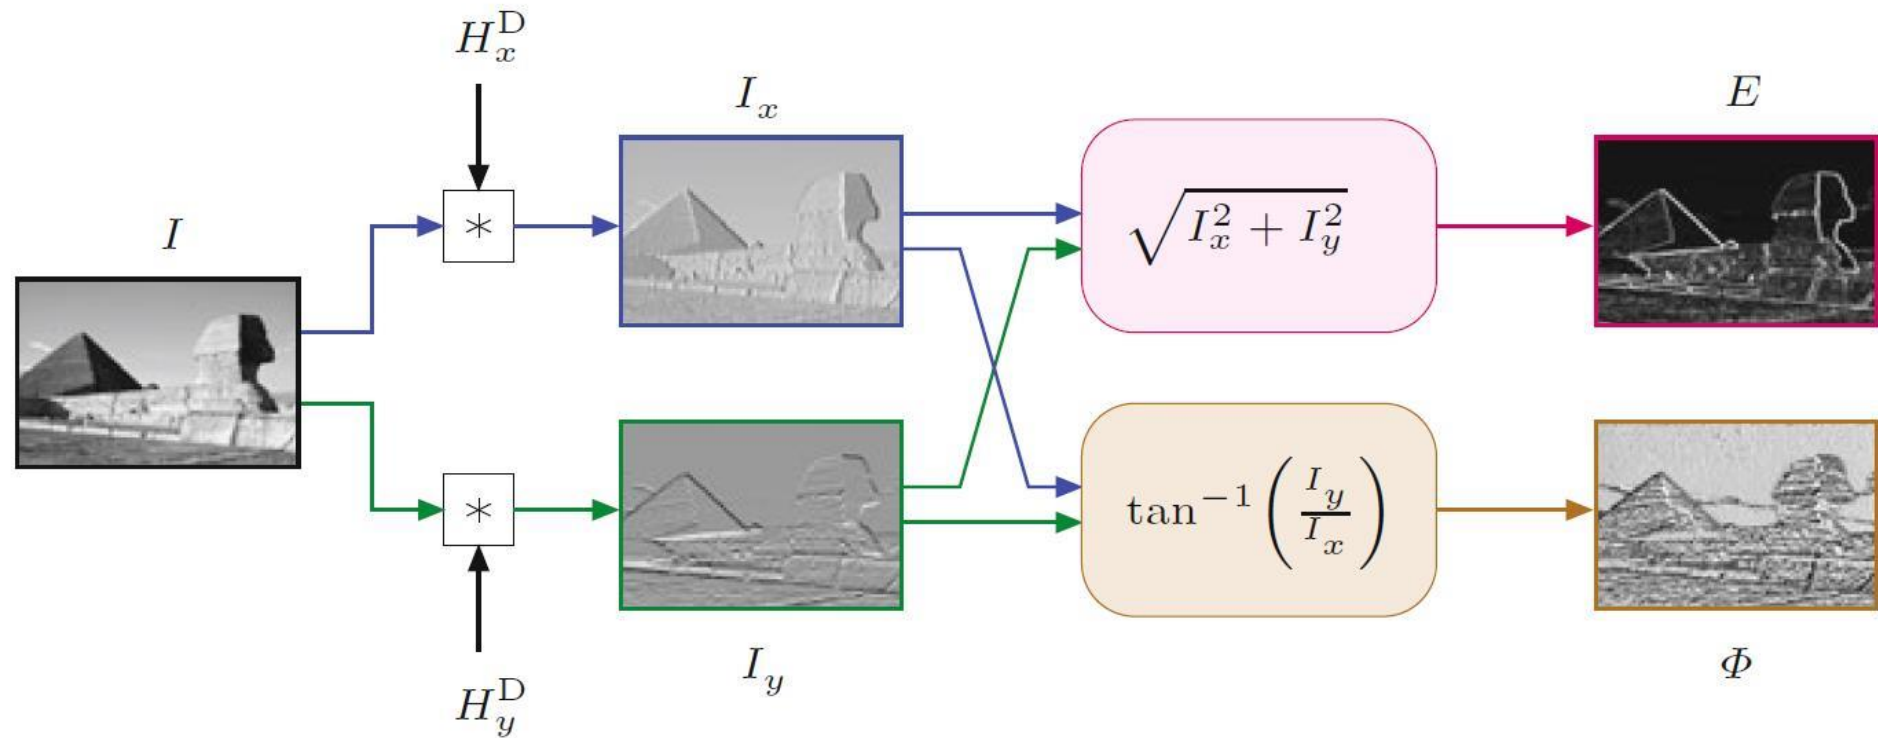 H_x^D
I_x
E
I
*
√(I_x^2 + I_y^2)
*
tan^{-1}(I_y/I_x)
I_y
Φ
H_y^D